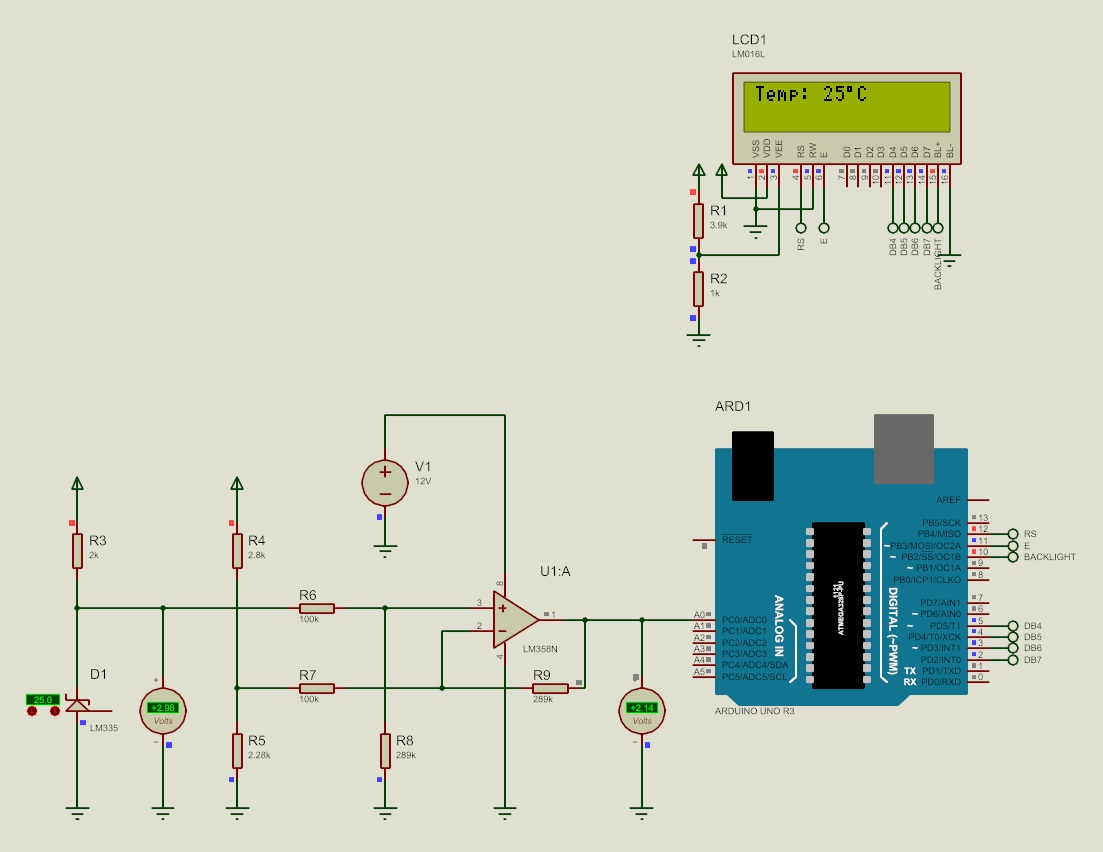 LCD1
LM016L
Temp: 25°C
VSS
VDD
VEE
RS
RW
E
D0
D1
D2
D3
D4
D5
D6
D7
BL+
BL-
1
2
3
4
5
6
7
8
9
10
11
12
13
14
15
16
R1
3.9k
RS
E
DB4
DB5
DB6
DB7
BACKLIGHT
R2
1k
ARD1
V1
12V
AREF
13
PB5/SCK
12
PB4/MISO
RS
11
~PB3/MOSI/OC2A
E
RESET
10
~ PB2/SS/OC1B
BACKLIGHT
9
~ PB1/OC1A
8
PB0/ICP1/CLKO
R3
2k
R4
2.8k
U1:A
8
3
2
1
4
LM358N
R6
100k
ATMEGA328P-PU
ANALOG IN
DIGITAL (~PWM)
A0
PC0/ADC0
A1
PC1/ADC1
A2
PC2/ADC2
A3
PC3/ADC3
A4
PC4/ADC4/SDA
A5
PC5/ADC5/SCL
7
PD7/AIN1
6
~ PD6/AIN0
5
~ PD5/T1
DB4
4
PD4/T0/XCK
DB5
3
~ PD3/INT1
DB6
2
PD2/INT0
DB7
1
TX PD1/TXD
0
RX PD0/RXD
ARDUINO UNO R3
D1
25.0
LM335
+2.98
Volts
R7
100k
R9
289k
+2.14
Volts
R5
2.28k
R8
289k